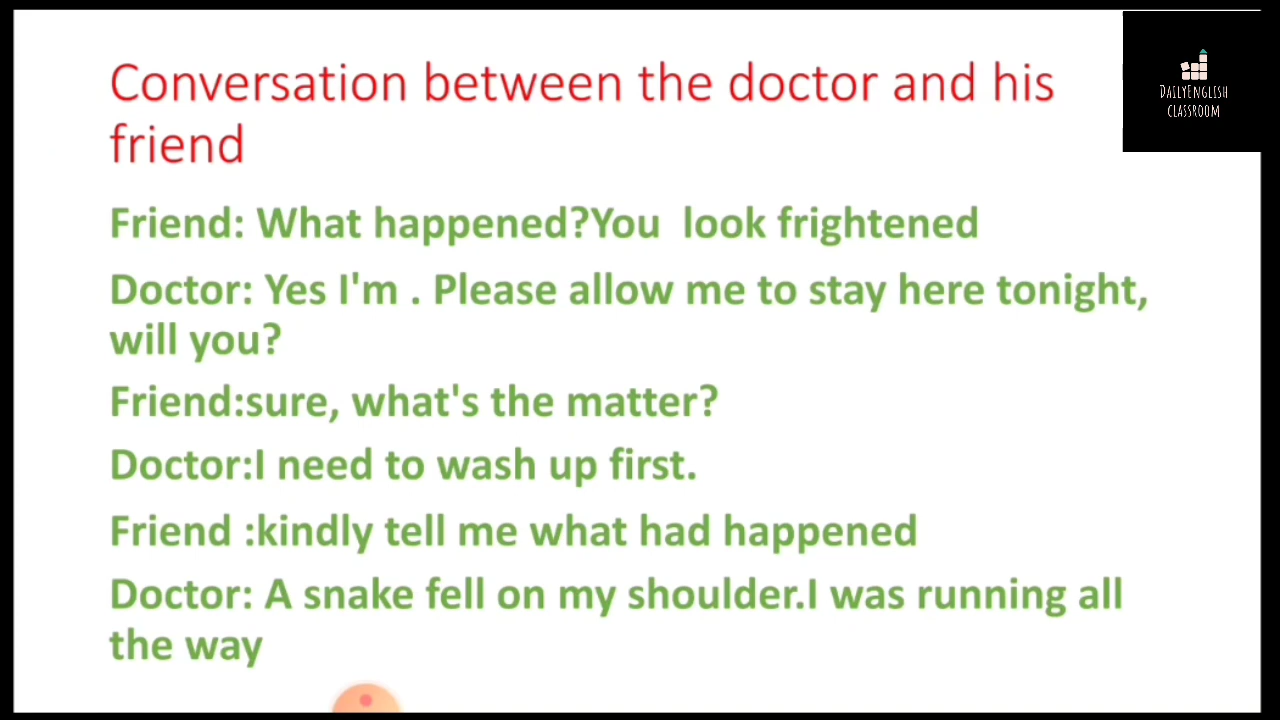 Conversation between the doctor and his
friend
DAILYENGLISH
CLASSROOM
Friend: What happened?You look frightened
Doctor: Yes I'm . Please allow me to stay here tonight,
will you?
Friend:sure, what's the matter?
Doctor:I need to wash up first.
Friend :kindly tell me what had happened
Doctor: A snake fell on my shoulder.I was running all
the way